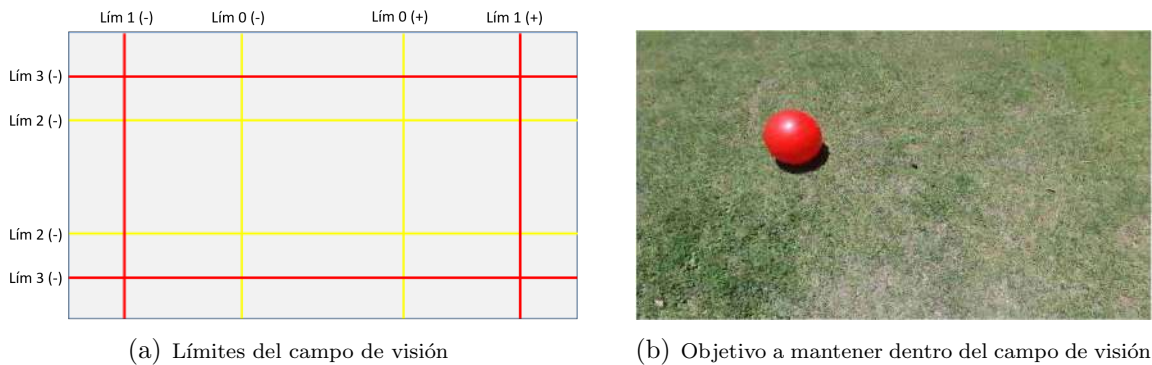 Lím 1 (-) Lím 0 (-) Lím 0 (+) Lím 1 (+)
Lím 3 (-)
Lím 2 (-)
Lím 2 (-)
Lím 3 (-)
(a) Límites del campo de visión
(b) Objetivo a mantener dentro del campo de visión